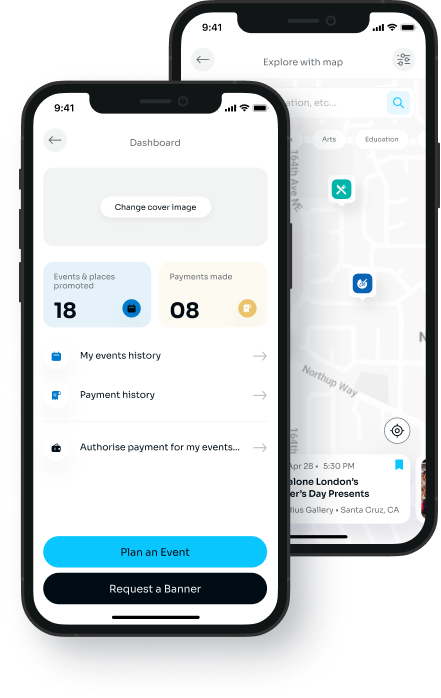 9:41
Explore with map
ation, etc...
Arts
Education
164th Ave NE
Northup Way
164th
N
Apr 28 • 5:30 PM
alone London's
er's Day Presents
lius Gallery • Santa Cruz, CA
9:41
Dashboard
Change cover image
Events & places
promoted
18
Payments made
08
My events history
Payment history
Authorise payment for my events...
Plan an Event
Request a Banner